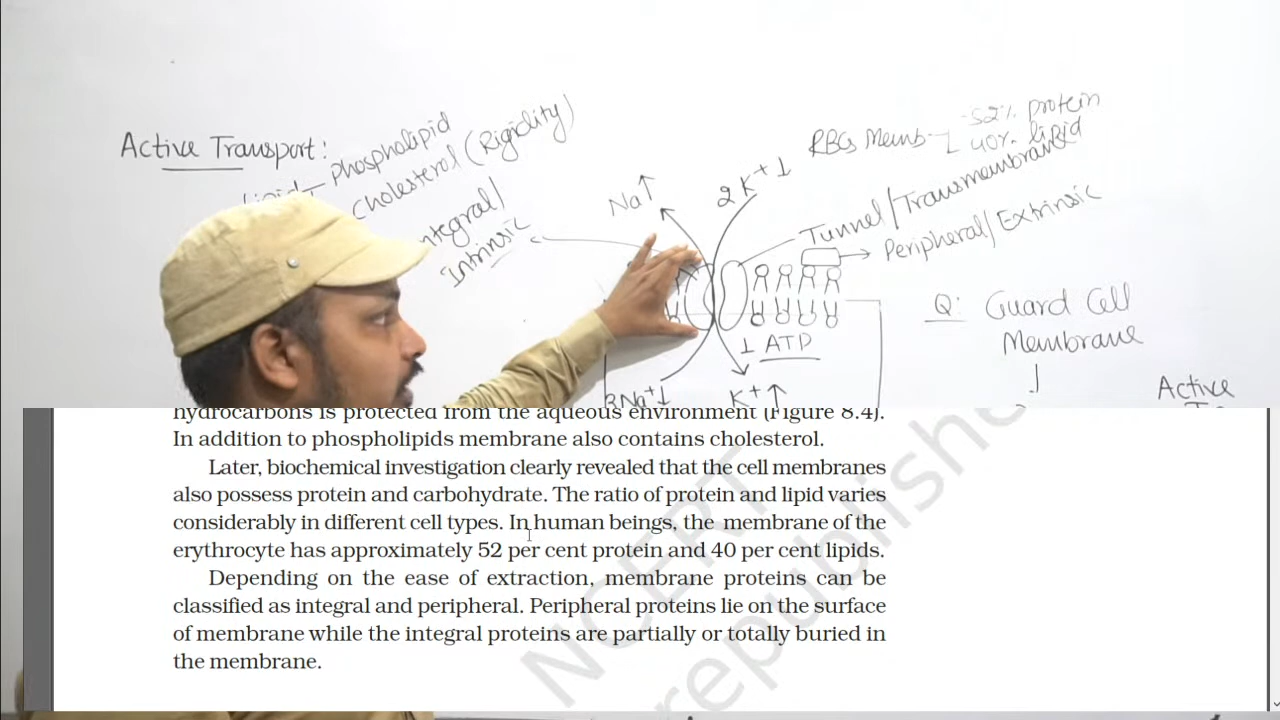 Active Transport:
Lipid – Phospholipid
Cholesterol (Rigidity)
ntegral/
Intrinsic
Na↑
2K+↓
RBCs Memb – 52% protein
40% lipid
Tunnel/Transmembrane
Peripheral/Extrinsic
Q: Guard Cell
Membrane
↓ ATP
3Na+↓
K+↑
Active
hydrocarbons is protected from the aqueous environment (Figure 8.4).
In addition to phospholipids membrane also contains cholesterol.
Later, biochemical investigation clearly revealed that the cell membranes
also possess protein and carbohydrate. The ratio of protein and lipid varies
considerably in different cell types. In human beings, the membrane of the
erythrocyte has approximately 52 per cent protein and 40 per cent lipids.
Depending on the ease of extraction, membrane proteins can be
classified as integral and peripheral. Peripheral proteins lie on the surface
of membrane while the integral proteins are partially or totally buried in
the membrane.
NCERT
republishe